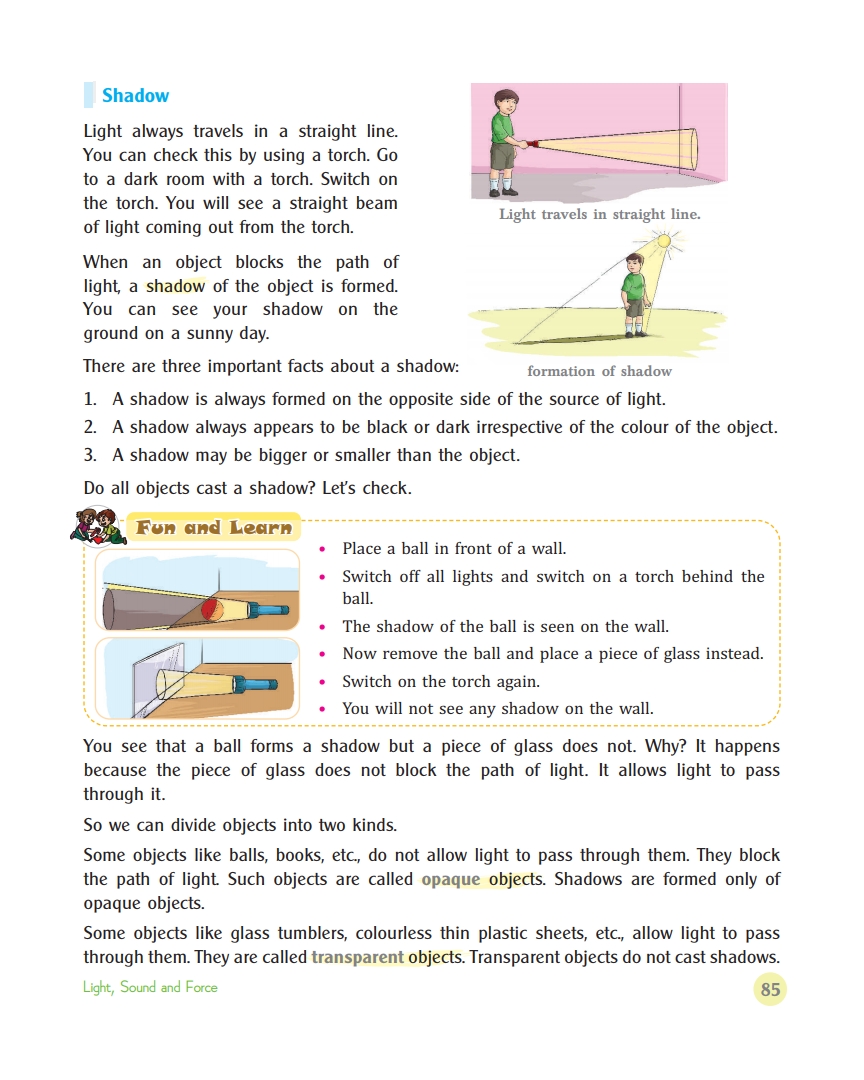 Shadow
Light always travels in a straight line.
You can check this by using a torch. Go
to a dark room with a torch. Switch on
the torch. You will see a straight beam
of light coming out from the torch.
Light travels in straight line.
When an object blocks the path of
light, a shadow of the object is formed.
You can see your shadow on the
ground on a sunny day.
formation of shadow
There are three important facts about a shadow:
1. A shadow is always formed on the opposite side of the source of light.
2. A shadow always appears to be black or dark irrespective of the colour of the object.
3. A shadow may be bigger or smaller than the object.
Do all objects cast a shadow? Let's check.
Fun and Learn
• Place a ball in front of a wall.
• Switch off all lights and switch on a torch behind the
ball.
• The shadow of the ball is seen on the wall.
• Now remove the ball and place a piece of glass instead.
• Switch on the torch again.
• You will not see any shadow on the wall.
You see that a ball forms a shadow but a piece of glass does not. Why? It happens
because the piece of glass does not block the path of light. It allows light to pass
through it.
So we can divide objects into two kinds.
Some objects like balls, books, etc., do not allow light to pass through them. They block
the path of light. Such objects are called opaque objects. Shadows are formed only of
opaque objects.
Some objects like glass tumblers, colourless thin plastic sheets, etc., allow light to pass
through them. They are called transparent objects. Transparent objects do not cast shadows.
Light, Sound and Force
85